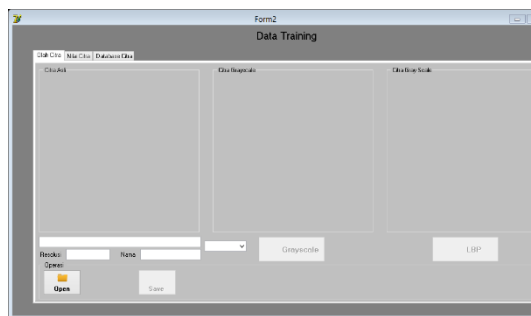 Form2
Data Training
Olah Citra Nilai Citra Database Citra
Citra Asli Citra Grayscale Citra Gray Scale
Resolusi Nama Grayscale LBP
Operasi
Open Save